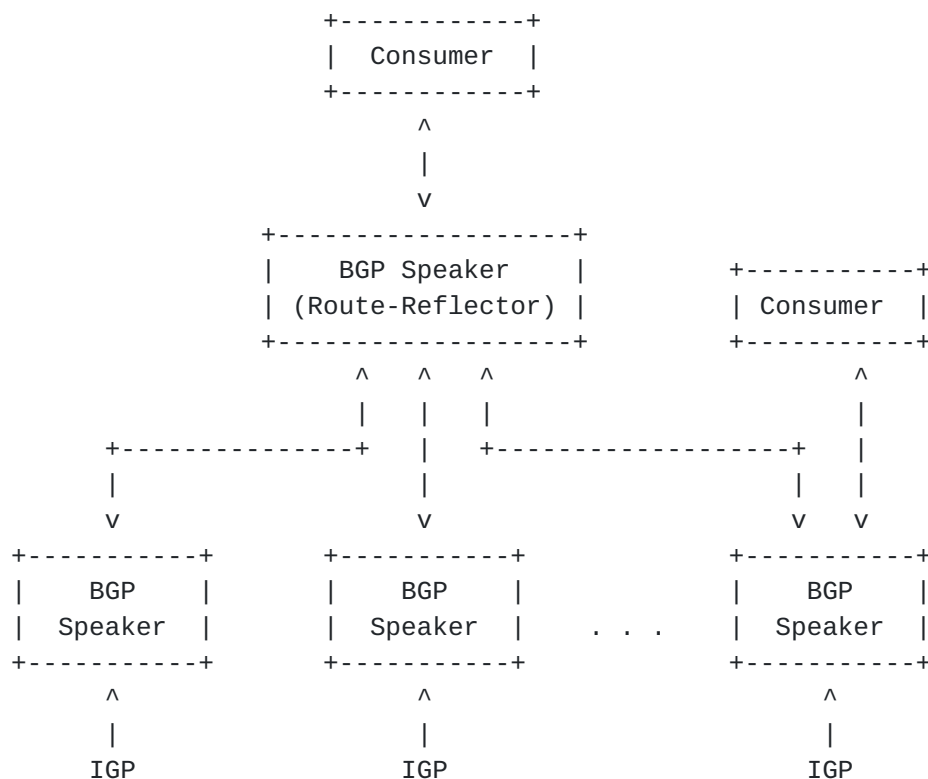 Consumer
BGP Speaker
(Route-Reflector)
Consumer
BGP
Speaker
BGP
Speaker
. . .
BGP
Speaker
IGP
IGP
IGP